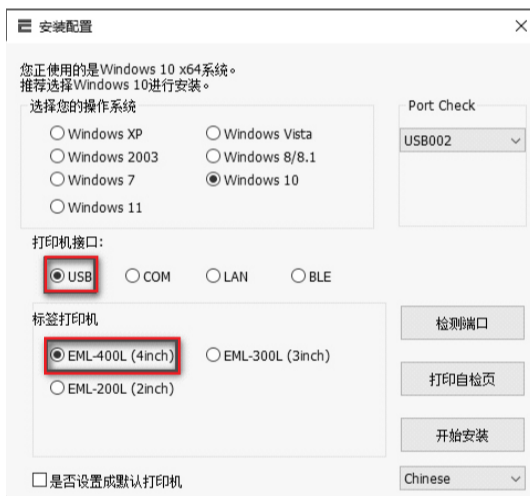 安装配置
您正使用的是Windows 10 x64系统。
推荐选择Windows 10进行安装。
选择您的操作系统
Port Check
Windows XP
Windows Vista
USB002
Windows 2003
Windows 8/8.1
Windows 7
Windows 10
Windows 11
打印机接口:
USB
COM
LAN
BLE
标签打印机
检测端口
EML-400L (4inch)
EML-300L (3inch)
打印自检页
EML-200L (2inch)
开始安装
是否设置成默认打印机
Chinese